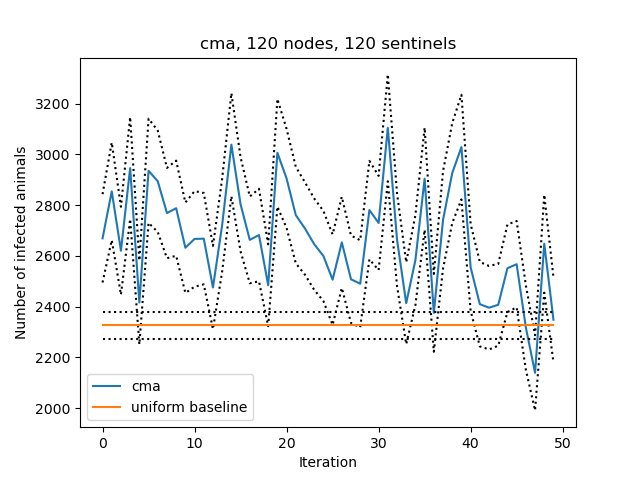 cma, 120 nodes, 120 sentinels
Number of infected animals
3200
3000
2800
2600
2400
2200
2000
cma
uniform baseline
0
10
20
30
40
50
Iteration